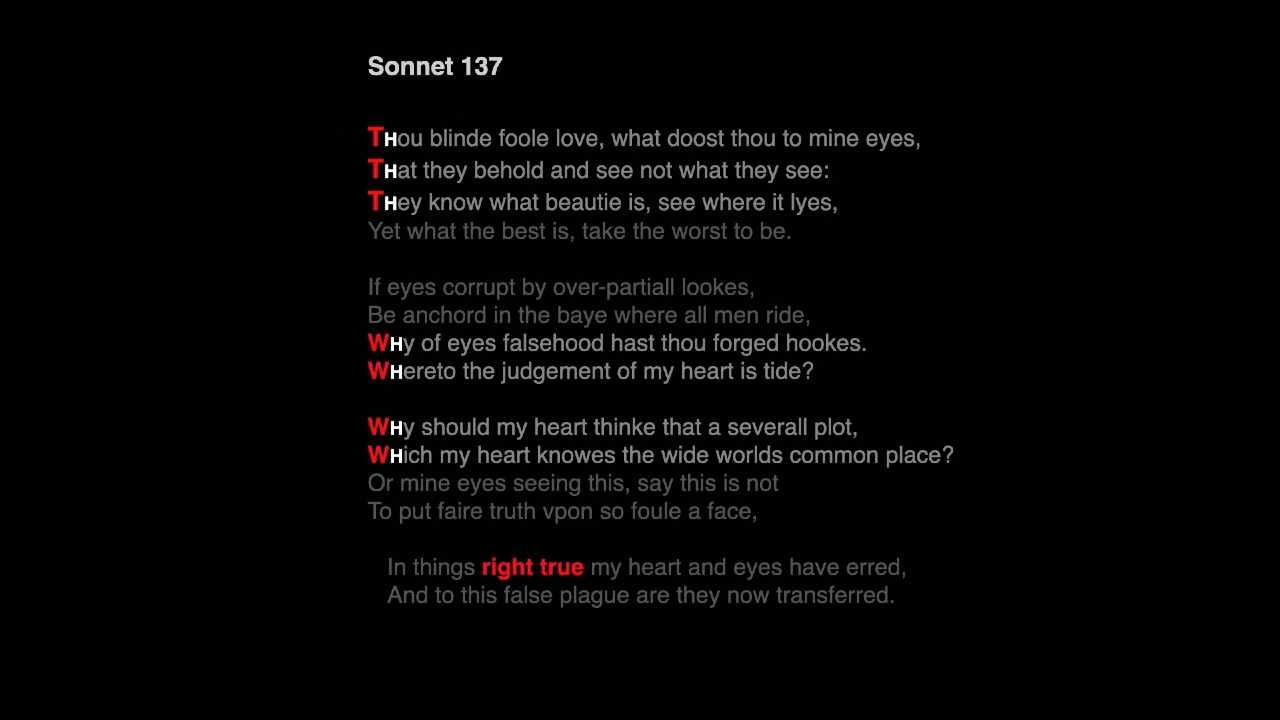 Sonnet 137
THou blinde foole love, what doost thou to mine eyes,
THat they behold and see not what they see:
THey know what beautie is, see where it lyes,
Yet what the best is, take the worst to be.
If eyes corrupt by over-partiall lookes,
Be anchord in the baye where all men ride,
WHy of eyes falsehood hast thou forged hookes.
WHereto the judgement of my heart is tide?
WHy should my heart thinke that a severall plot,
WHich my heart knowes the wide worlds common place?
Or mine eyes seeing this, say this is not
To put faire truth vpon so foule a face,
In things right true my heart and eyes have erred,
And to this false plague are they now transferred.